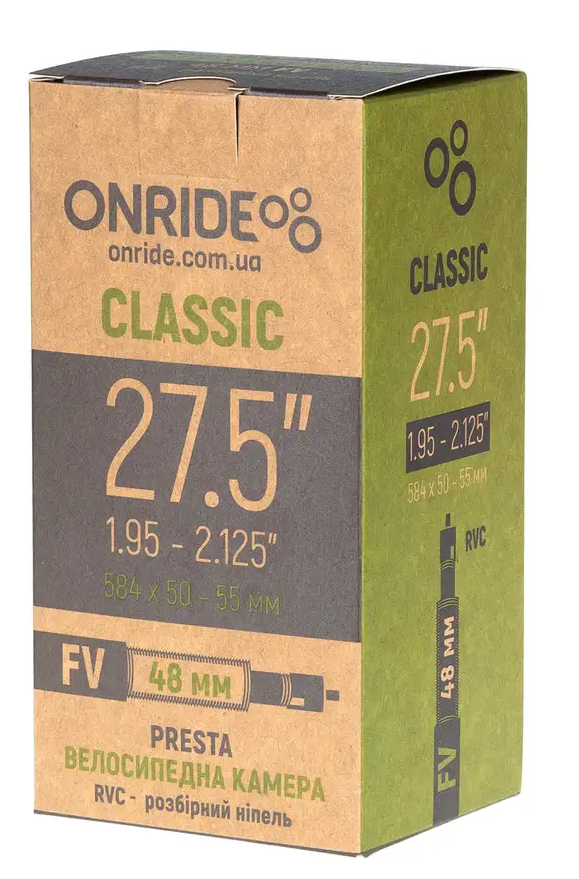 ONRIDE
onride.com.ua
CLASSIC
27.5"
1.95 - 2.125"
584 x 50 - 55 мм
FV 48 мм
PRESTA
ВЕЛОСИПЕДНА КАМЕРА
RVC - розбірний ніпель
CLASSIC
27.5"
1.95 - 2.125"
584 x 50 - 55 мм
RVC
FV 48 мм